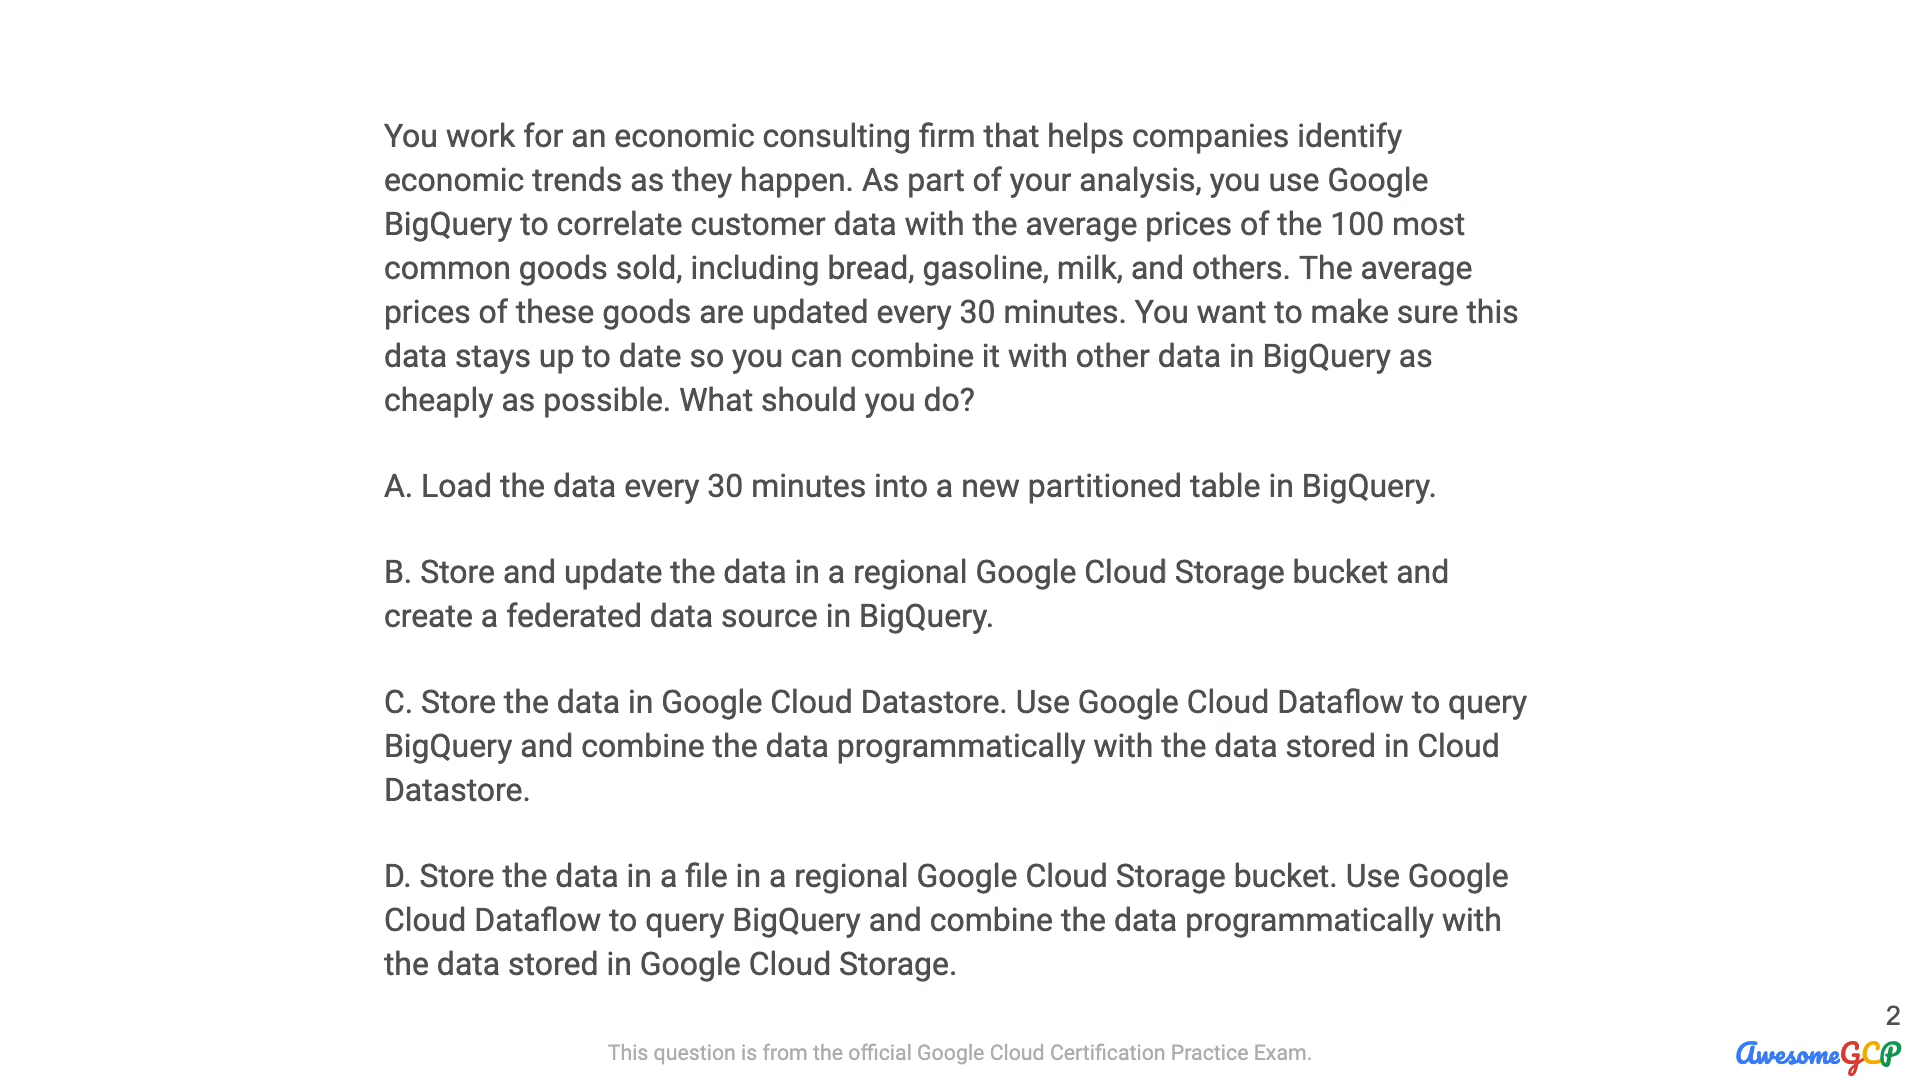 You work for an economic consulting firm that helps companies identify
economic trends as they happen. As part of your analysis, you use Google
BigQuery to correlate customer data with the average prices of the 100 most
common goods sold, including bread, gasoline, milk, and others. The average
prices of these goods are updated every 30 minutes. You want to make sure this
data stays up to date so you can combine it with other data in BigQuery as
cheaply as possible. What should you do?
A. Load the data every 30 minutes into a new partitioned table in BigQuery.
B. Store and update the data in a regional Google Cloud Storage bucket and
create a federated data source in BigQuery.
C. Store the data in Google Cloud Datastore. Use Google Cloud Dataflow to query
BigQuery and combine the data programmatically with the data stored in Cloud
Datastore.
D. Store the data in a file in a regional Google Cloud Storage bucket. Use Google
Cloud Dataflow to query BigQuery and combine the data programmatically with
the data stored in Google Cloud Storage.
2
This question is from the official Google Cloud Certification Practice Exam.
AwesomeGCP